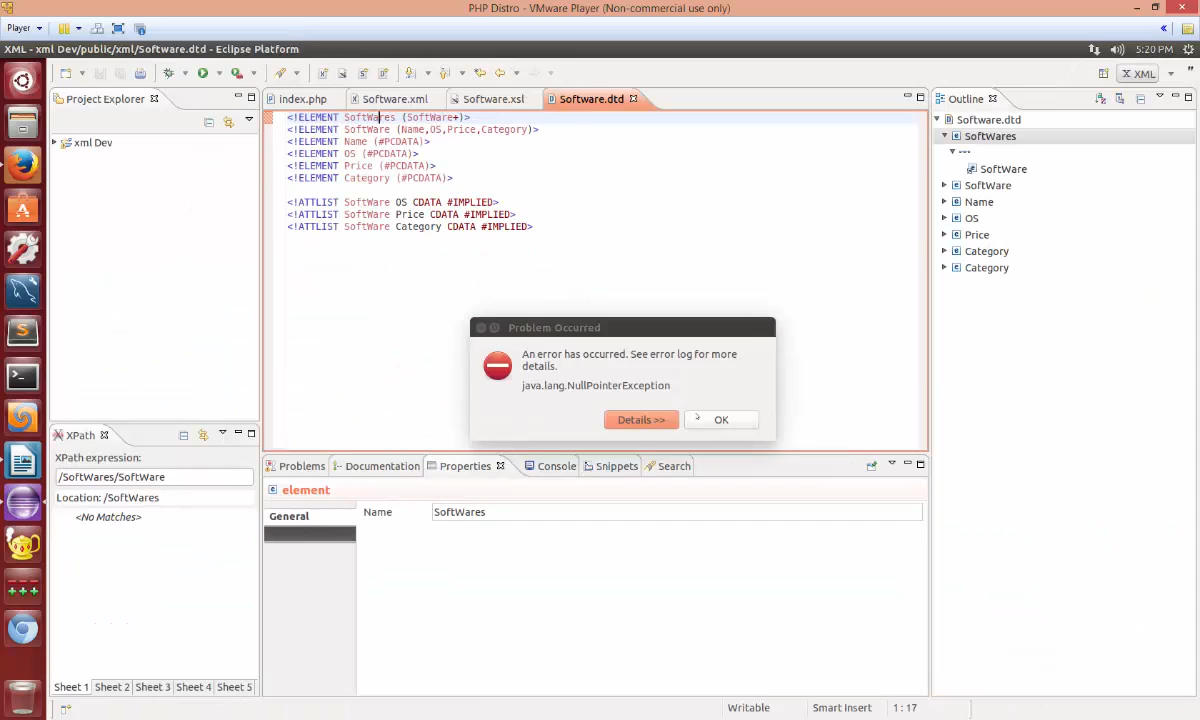 PHP Distro - VMware Player (Non-commercial use only)
Player
XML - xml Dev/public/xml/Software.dtd - Eclipse Platform
5:20 PM
XML
Project Explorer
xml Dev
index.php
Software.xml
Software.xsl
Software.dtd
<!ELEMENT SoftWares (SoftWare+)>
<!ELEMENT SoftWare (Name,OS,Price,Category)>
<!ELEMENT Name (#PCDATA)>
<!ELEMENT OS (#PCDATA)>
<!ELEMENT Price (#PCDATA)>
<!ELEMENT Category (#PCDATA)>
<!ATTLIST SoftWare OS CDATA #IMPLIED>
<!ATTLIST SoftWare Price CDATA #IMPLIED>
<!ATTLIST SoftWare Category CDATA #IMPLIED>
Outline
Software.dtd
SoftWares
SoftWare
SoftWare
Name
OS
Price
Category
Category
Problem Occurred
An error has occurred. See error log for more
details.
java.lang.NullPointerException
Details >>
OK
XPath
XPath expression:
/SoftWares/SoftWare
Location: /SoftWares
<No Matches>
Sheet 1
Sheet 2
Sheet 3
Sheet 4
Sheet 5
Problems
Documentation
Properties
Console
Snippets
Search
element
General
Name
SoftWares
Writable
Smart Insert
1 : 17